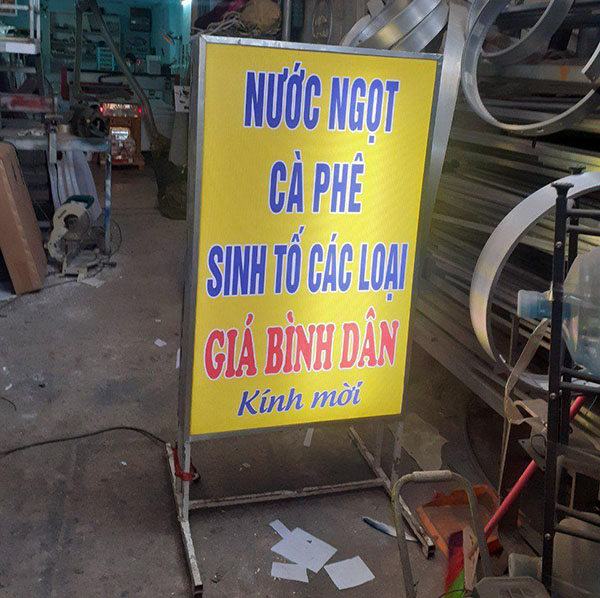 NƯỚC NGỌT
CÀ PHÊ
SINH TỐ CÁC LOẠI
GIÁ BÌNH DÂN
Kính mời